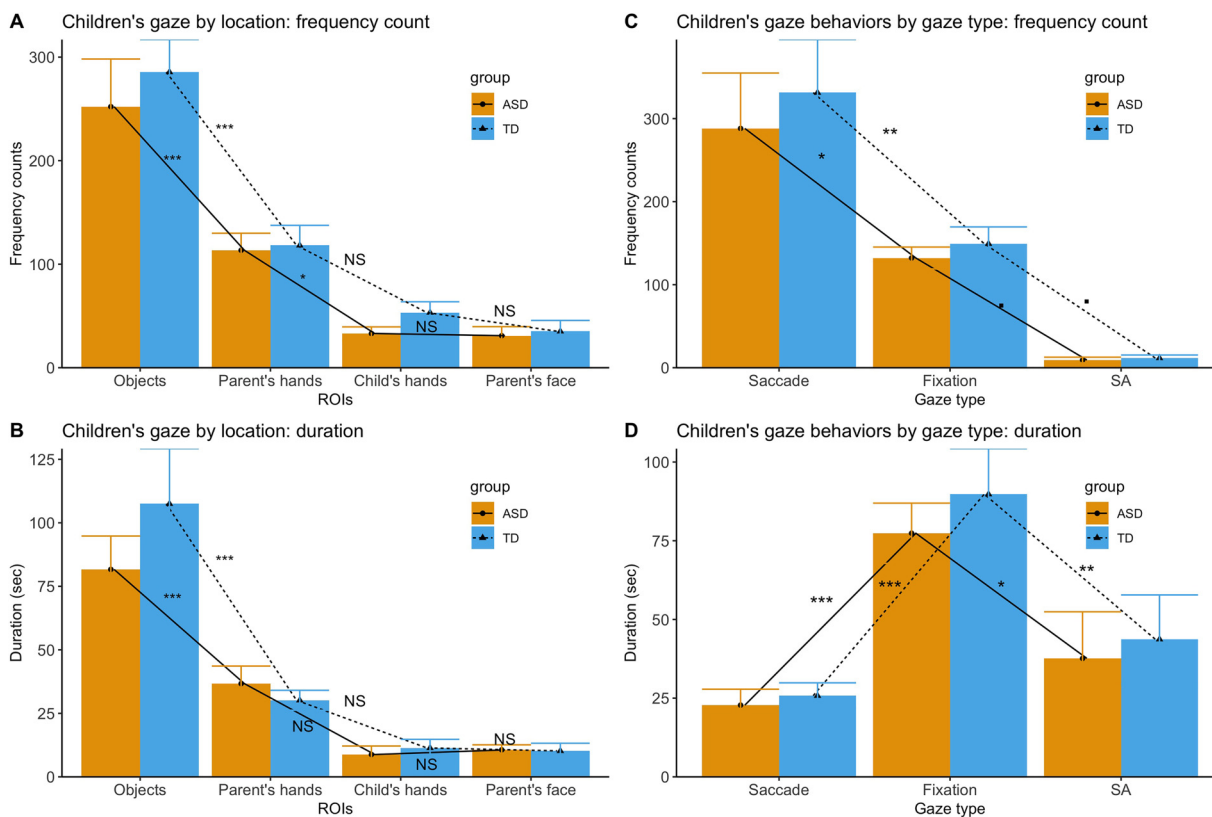 A Children's gaze by location: frequency count
Frequency counts
300
200
100
0
group
ASD
TD
***
***
*
NS
NS
NS
Objects
Parent's hands
Child's hands
Parent's face
ROIs
C Children's gaze behaviors by gaze type: frequency count
Frequency counts
300
200
100
0
group
ASD
TD
**
*
Saccade
Fixation
SA
Gaze type
B Children's gaze by location: duration
Duration (sec)
125
100
75
50
25
0
group
ASD
TD
***
***
NS
NS
NS
NS
Objects
Parent's hands
Child's hands
Parent's face
ROIs
D Children's gaze behaviors by gaze type: duration
Duration (sec)
100
75
50
25
0
group
ASD
TD
***
***
*
**
Saccade
Fixation
SA
Gaze type